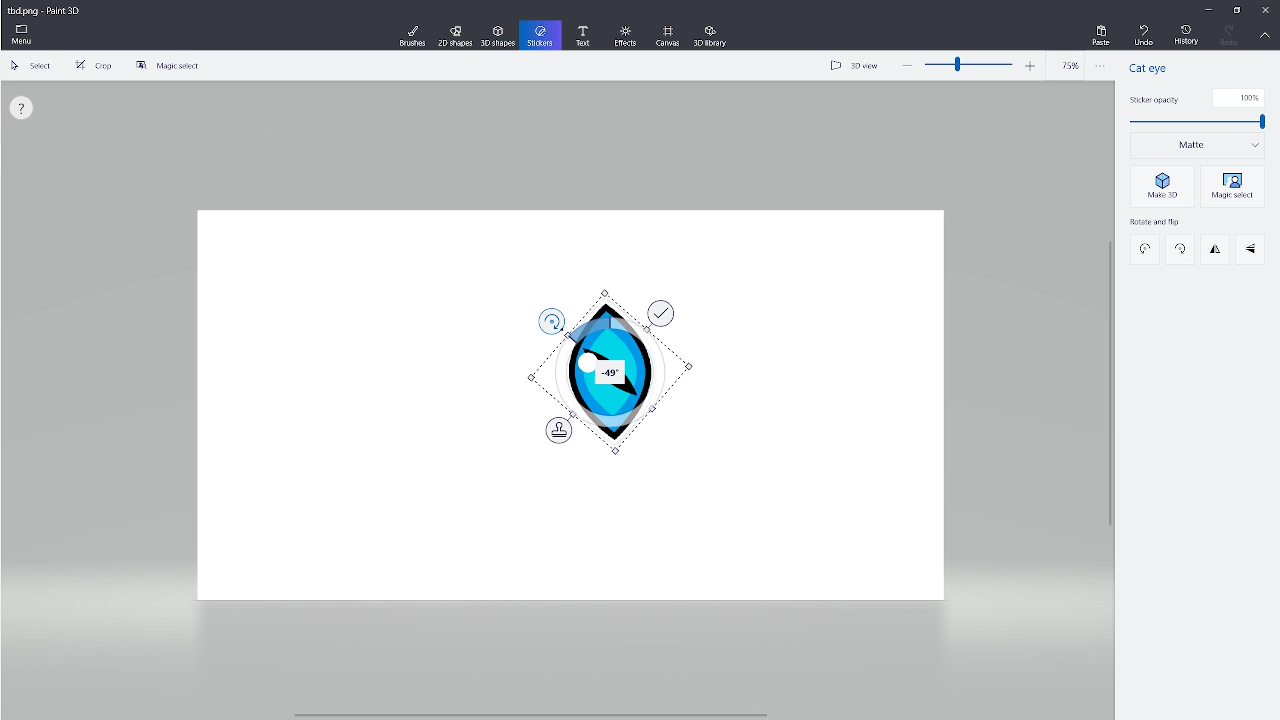 tbd.png - Paint 3D
Menu
Brushes
2D shapes
3D shapes
Stickers
Text
Effects
Canvas
3D library
Paste
Undo
History
Redo
Select
Crop
Magic select
3D view
75%
Cat eye
?
Sticker opacity
100%
Matte
Make 3D
Magic select
Rotate and flip
-49°